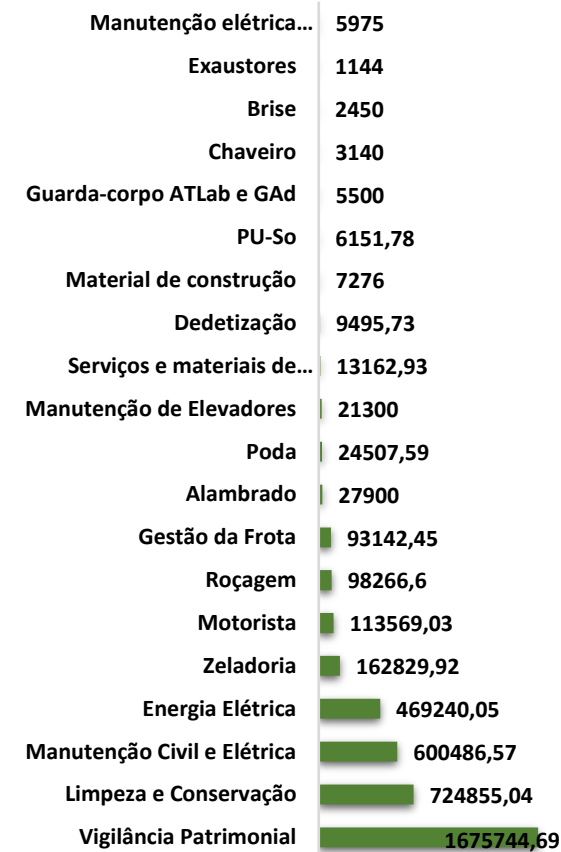 Manutenção elétrica… 5975
Exaustores 1144
Brise 2450
Chaveiro 3140
Guarda-corpo ATLab e GAd 5500
PU-So 6151,78
Material de construção 7276
Dedetização 9495,73
Serviços e materiais de… 13162,93
Manutenção de Elevadores 21300
Poda 24507,59
Alambrado 27900
Gestão da Frota 93142,45
Roçagem 98266,6
Motorista 113569,03
Zeladoria 162829,92
Energia Elétrica 469240,05
Manutenção Civil e Elétrica 600486,57
Limpeza e Conservação 724855,04
Vigilância Patrimonial 1675744,69